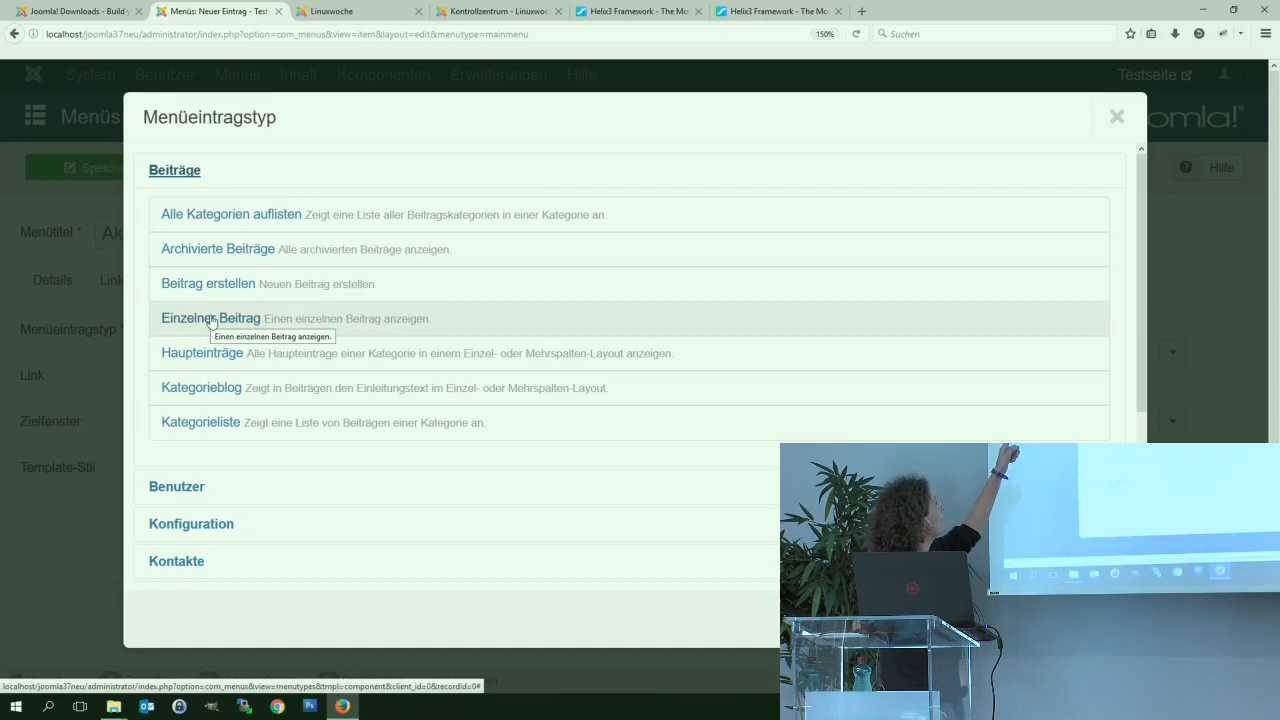 Joomla! Downloads - Build
Menüs: Neuer Eintrag - Test
Linuxwoche
Kontrollzentrum - Linuxwoc
Helix3 Framework - The Mo
Helix3 Framework - The Mo
localhost/joomla37neu/administrator/index.php?option=com_menus&view=item&layout=edit&menutype=mainmenu
150%
Suchen
System Benutzer Menüs Inhalt Komponenten Erweiterungen Hilfe
Testseite
Menüs
oomla!
Menüeintragstyp
Speiche
Hilfe
Beiträge
Menütitel *
Ak
Alle Kategorien auflisten Zeigt eine Liste aller Beitragskategorien in einer Kategorie an.
Archivierte Beiträge Alle archivierten Beiträge anzeigen.
Details
Link
Beitrag erstellen Neuen Beitrag erstellen
Einzelner Beitrag Einen einzelnen Beitrag anzeigen.
Menüeintragstyp *
Einen einzelnen Beitrag anzeigen.
Haupteinträge Alle Haupteinträge einer Kategorie in einem Einzel- oder Mehrspalten-Layout anzeigen.
Link
Kategorieblog Zeigt in Beiträgen den Einleitungstext im Einzel- oder Mehrspalten-Layout.
Zielfenster
Kategorieliste Zeigt eine Liste von Beiträgen einer Kategorie an.
Template-Stil
Benutzer
Konfiguration
Kontakte
localhost/joomla37neu/administrator/index.php?option=com_menus&view=menutypes&tmpl=component&client_id=0&recordId=0#